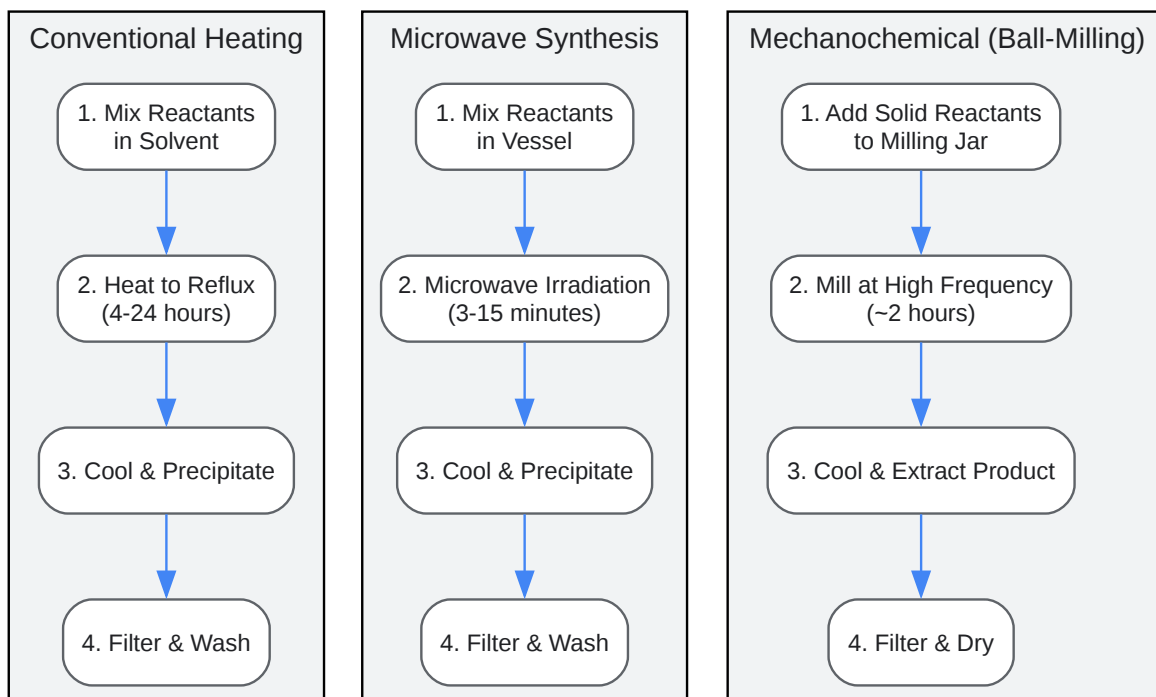 Conventional Heating
1. Mix Reactants
in Solvent
2. Heat to Reflux
(4-24 hours)
3. Cool & Precipitate
4. Filter & Wash
Microwave Synthesis
1. Mix Reactants
in Vessel
2. Microwave Irradiation
(3-15 minutes)
3. Cool & Precipitate
4. Filter & Wash
Mechanochemical (Ball-Milling)
1. Add Solid Reactants
to Milling Jar
2. Mill at High Frequency
(~2 hours)
3. Cool & Extract Product
4. Filter & Dry